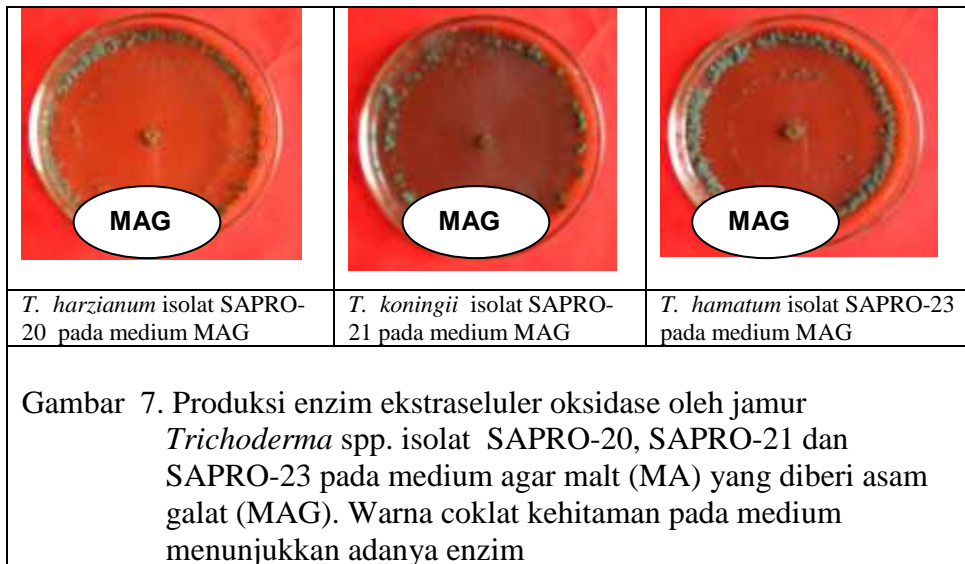 MAG
MAG
MAG
T. harzianum isolat SAPRO-
20 pada medium MAG
T. koningii isolat SAPRO-
21 pada medium MAG
T. hamatum isolat SAPRO-23
pada medium MAG
Gambar 7. Produksi enzim ekstraseluler oksidase oleh jamur
Trichoderma spp. isolat SAPRO-20, SAPRO-21 dan
SAPRO-23 pada medium agar malt (MA) yang diberi asam
galat (MAG). Warna coklat kehitaman pada medium
menunjukkan adanya enzim